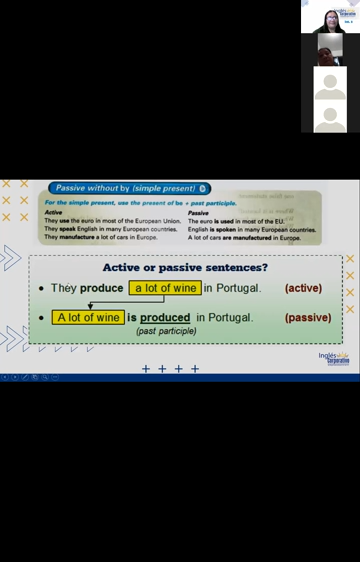 Passive without by (simple present)
For the simple present, use the present of be + past participle.
Active
Passive
They use the euro in most of the European Union.
The euro is used in most of the EU.
They speak English in many European countries.
English is spoken in many European countries.
They manufacture a lot of cars in Europe.
A lot of cars are manufactured in Europe.
Active or passive sentences?
• They produce a lot of wine in Portugal. (active)
• A lot of wine is produced in Portugal. (passive)
(past participle)
Inglés
Corporativo